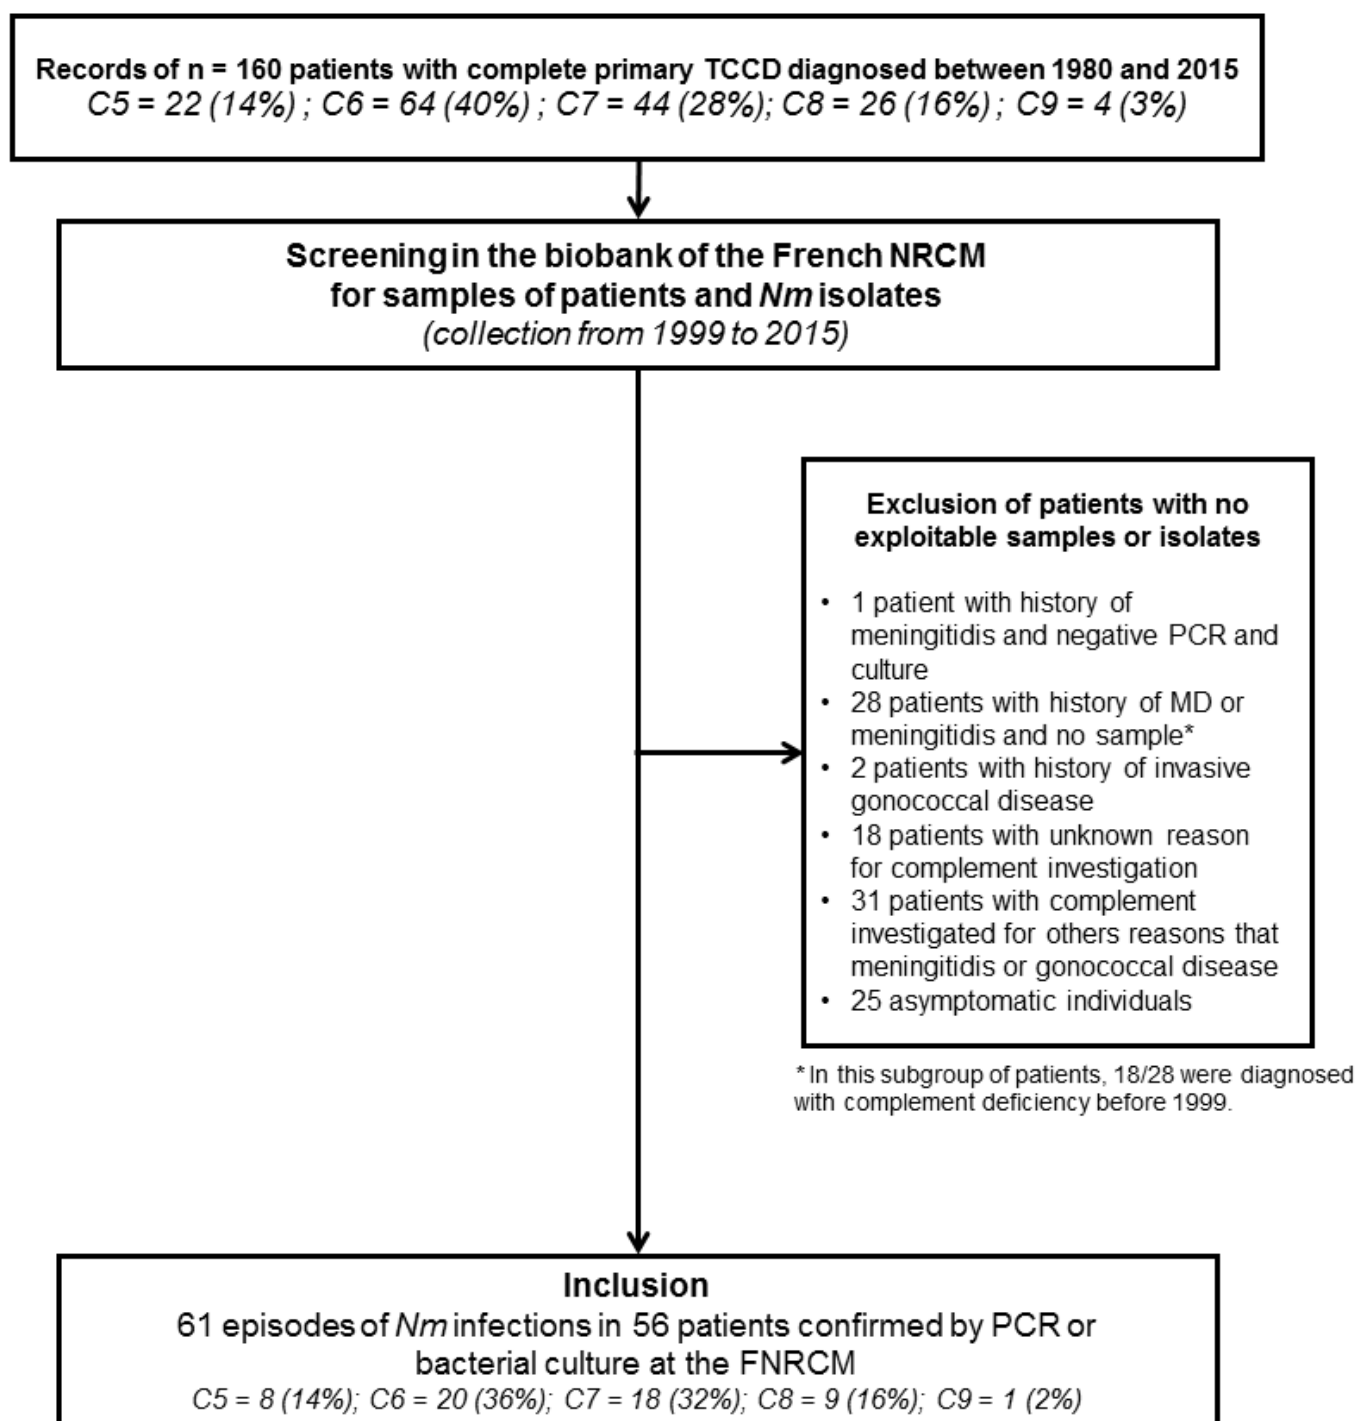 Records of n = 160 patients with complete primary TCCD diagnosed between 1980 and 2015
C5 = 22 (14%) ; C6 = 64 (40%) ; C7 = 44 (28%); C8 = 26 (16%) ; C9 = 4 (3%)
Screening in the biobank of the French NRCM
for samples of patients and Nm isolates
(collection from 1999 to 2015)
Exclusion of patients with no
exploitable samples or isolates
• 1 patient with history of
meningitidis and negative PCR and
culture
• 28 patients with history of MD or
meningitidis and no sample*
• 2 patients with history of invasive
gonococcal disease
• 18 patients with unknown reason
for complement investigation
• 31 patients with complement
investigated for others reasons that
meningitidis or gonococcal disease
• 25 asymptomatic individuals
* In this subgroup of patients, 18/28 were diagnosed
with complement deficiency before 1999.
Inclusion
61 episodes of Nm infections in 56 patients confirmed by PCR or
bacterial culture at the FNRCM
C5 = 8 (14%); C6 = 20 (36%); C7 = 18 (32%); C8 = 9 (16%); C9 = 1 (2%)